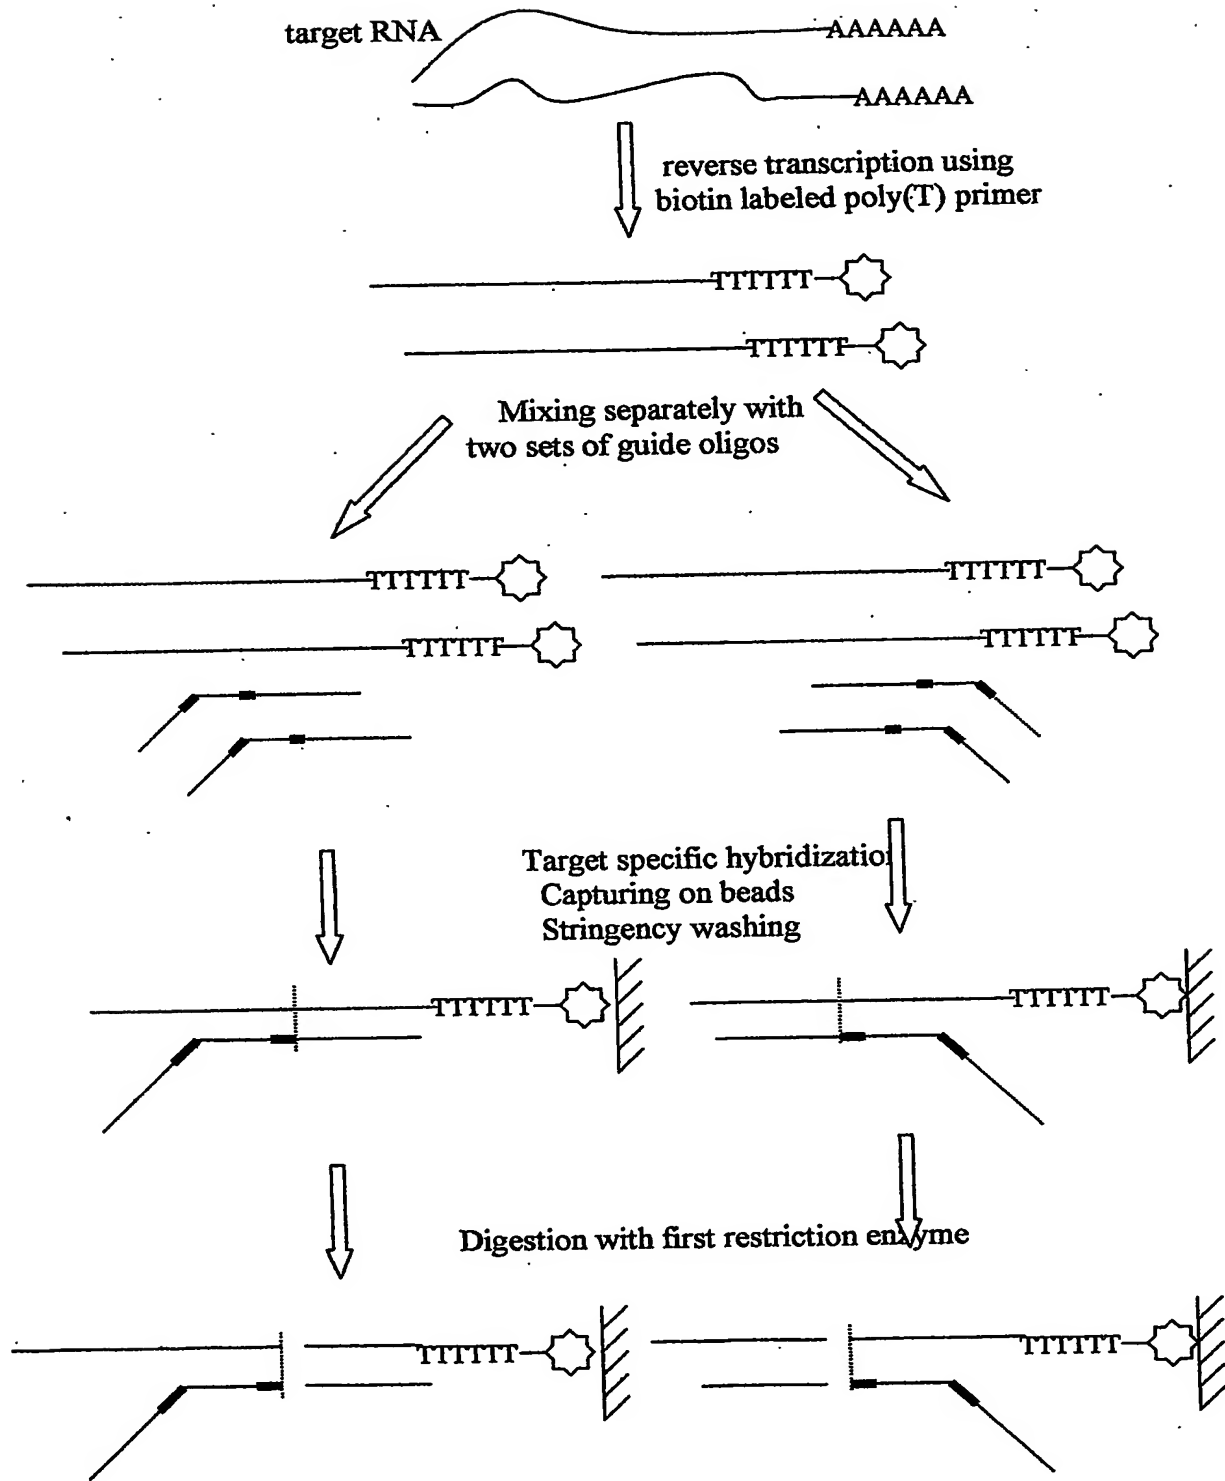 target RNA
AAAAAA
AAAAAA
reverse transcription using
biotin labeled poly(T) primer
TTTTTT
TTTTTT
Mixing separately with
two sets of guide oligos
TTTTTT
TTTTTT
TTTTTT
TTTTTT
Target specific hybridization
Capturing on beads
Stringency washing
TTTTTT
TTTTTT
Digestion with first restriction enzyme
TTTTTT
TTTTTT